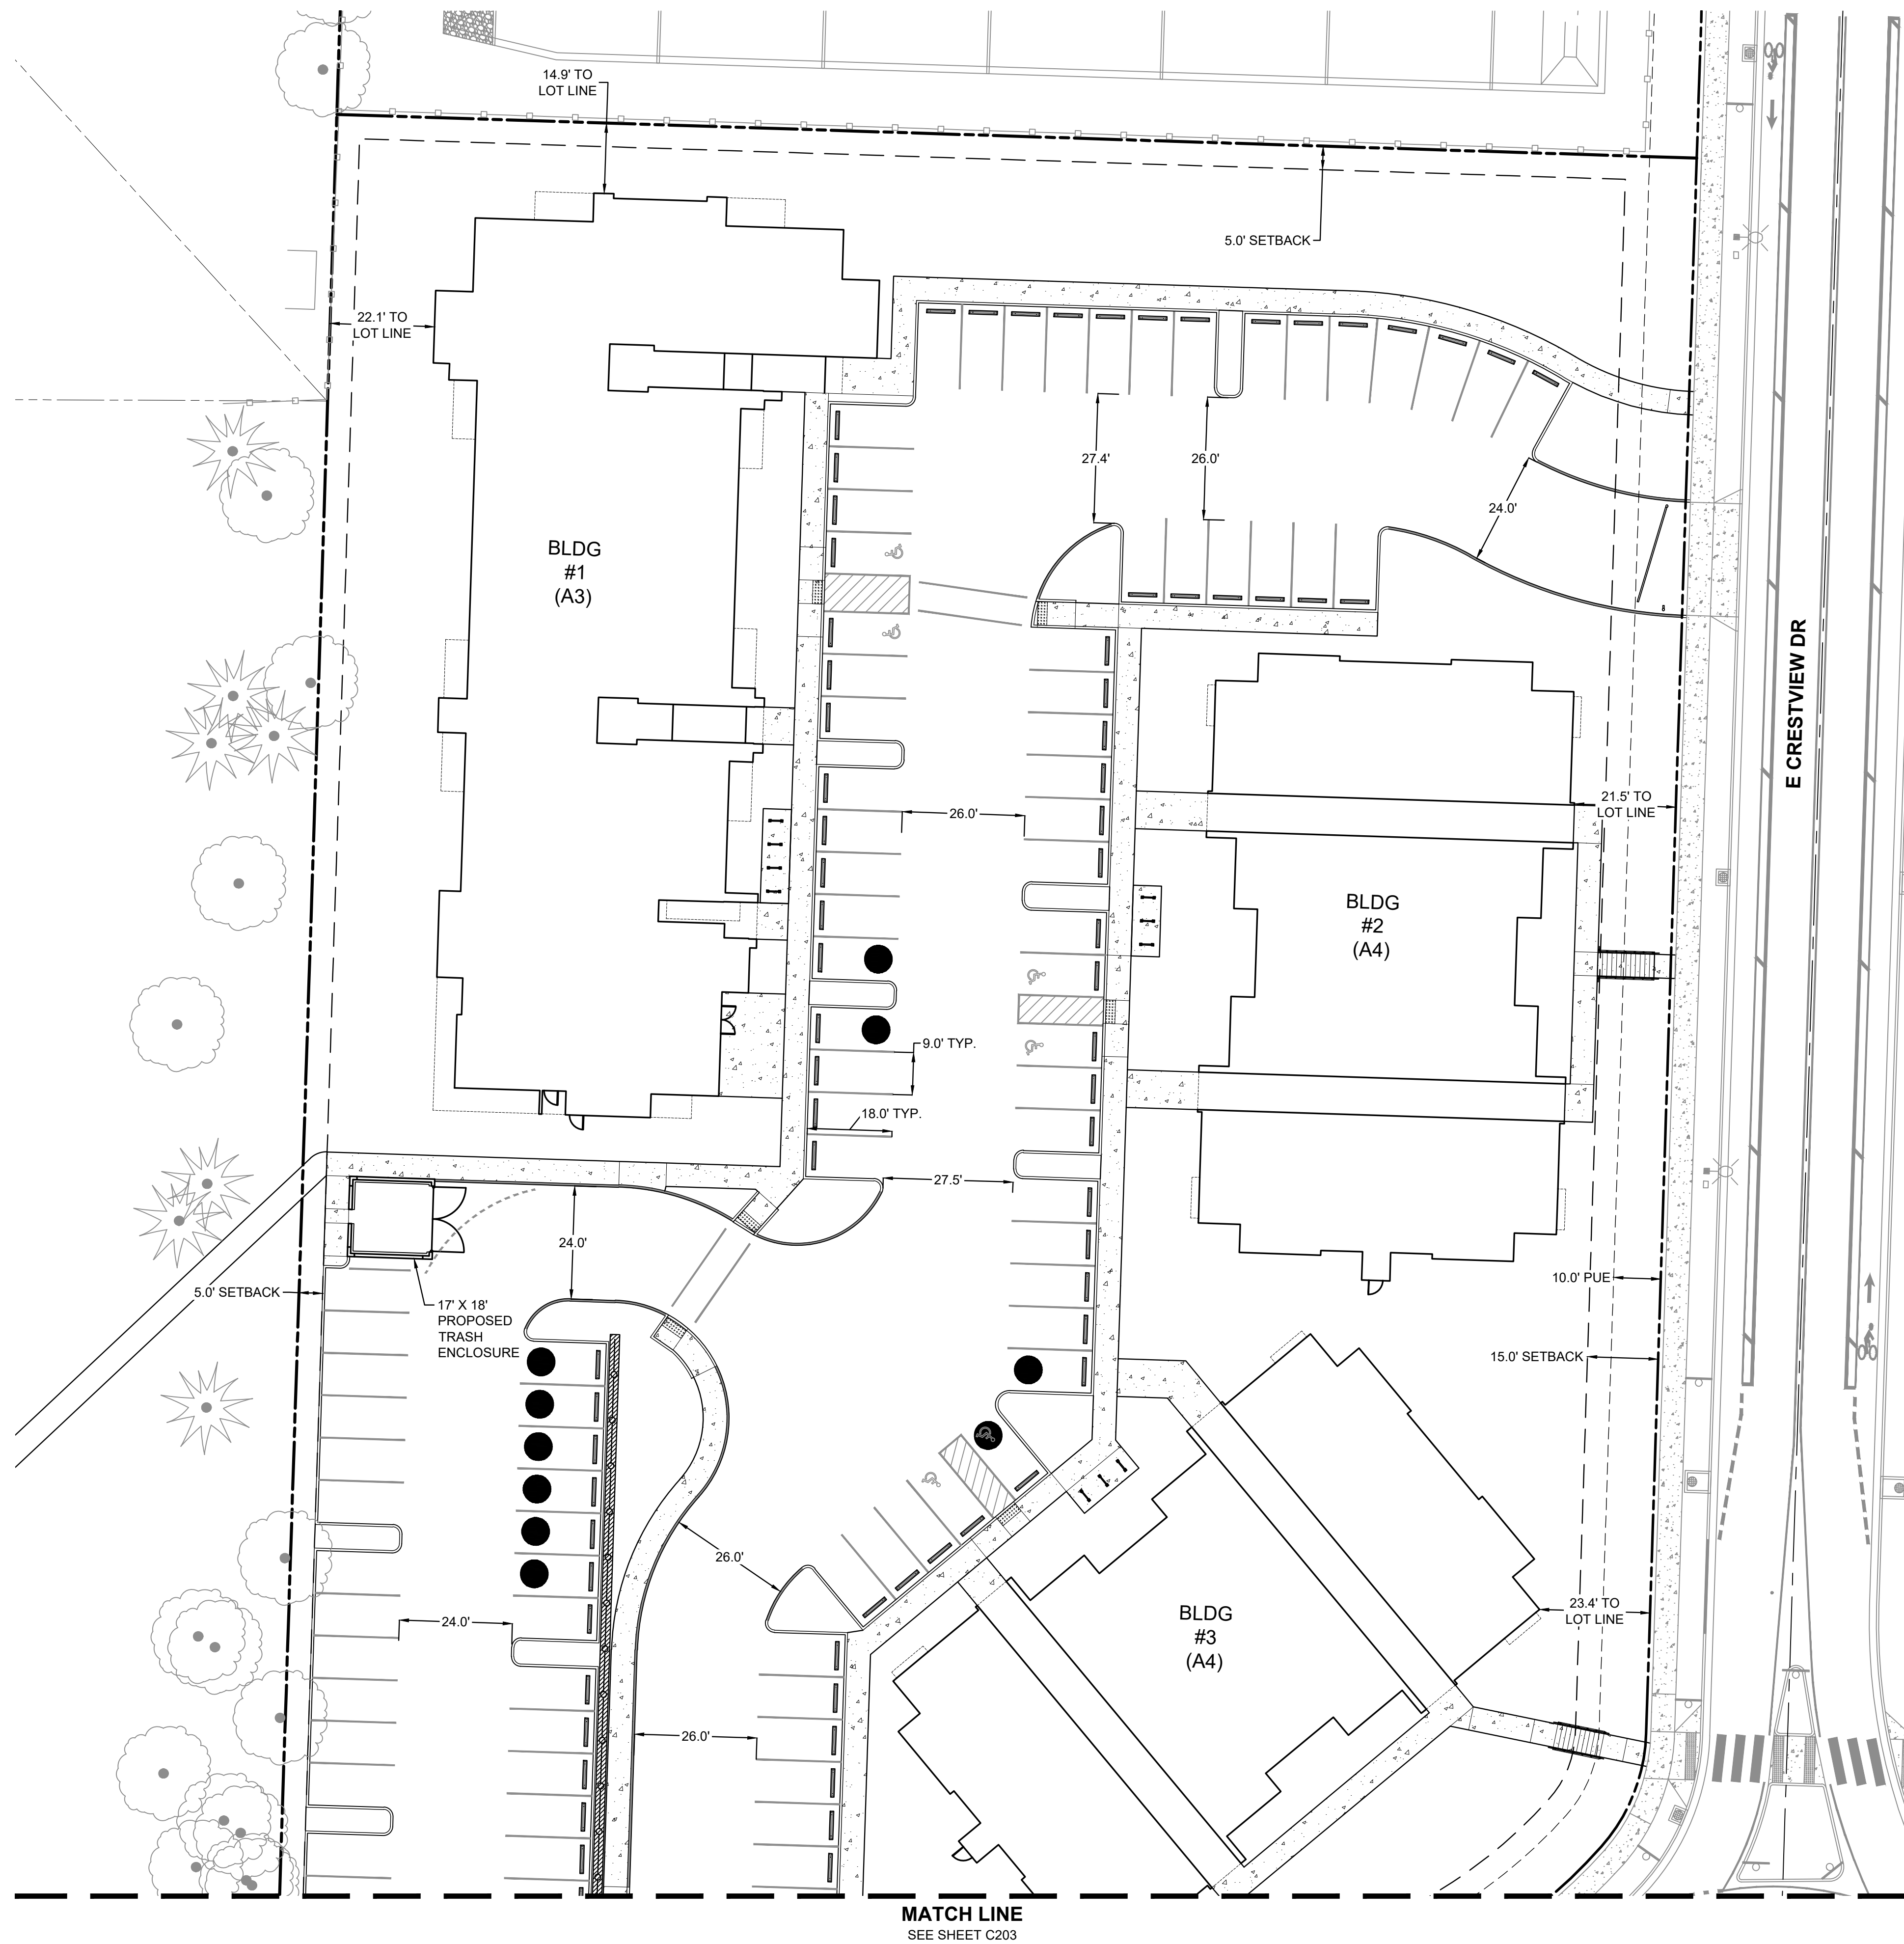 14.9' TO
LOT LINE
5.0' SETBACK
22.1' TO
LOT LINE
27.4'
26.0'
24.0'
BLDG
#1
(A3)
E CRESTVIEW DR
21.5' TO
LOT LINE
26.0'
BLDG
#2
(A4)
9.0' TYP.
18.0' TYP.
27.5'
24.0'
10.0' PUE
5.0' SETBACK
17' X 18'
PROPOSED
TRASH
ENCLOSURE
15.0' SETBACK
26.0'
23.4' TO
LOT LINE
24.0'
BLDG
#3
(A4)
26.0'
MATCH LINE
SEE SHEET C203